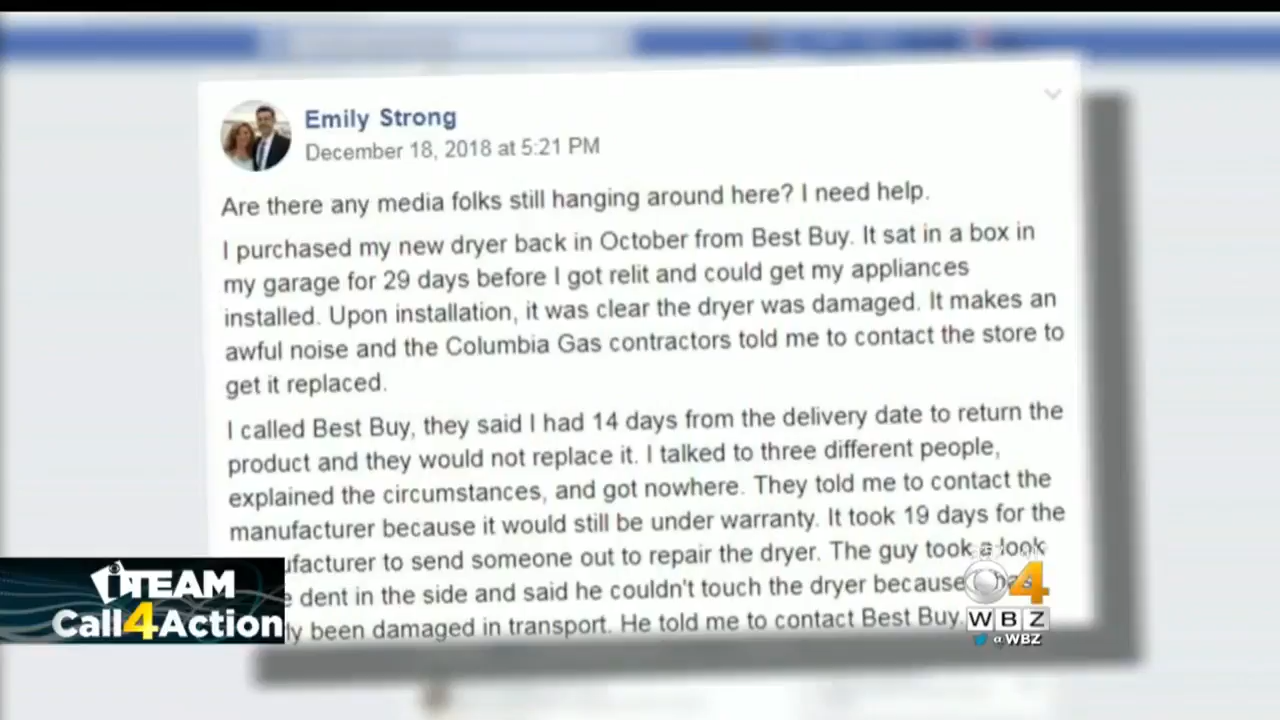 Emily Strong
December 18, 2018 at 5:21 PM
Are there any media folks still hanging around here? I need help.
I purchased my new dryer back in October from Best Buy. It sat in a box in
my garage for 29 days before I got relit and could get my appliances
installed. Upon installation, it was clear the dryer was damaged. It makes an
awful noise and the Columbia Gas contractors told me to contact the store to
get it replaced.
I called Best Buy, they said I had 14 days from the delivery date to return the
product and they would not replace it. I talked to three different people,
explained the circumstances, and got nowhere. They told me to contact the
manufacturer because it would still be under warranty. It took 19 days for the
ufacturer to send someone out to repair the dryer. The guy took a look
dent in the side and said he couldn't touch the dryer because
ly been damaged in transport. He told me to contact Best Buy.
iTEAM
Call4Action
4
WBZ
@WBZ